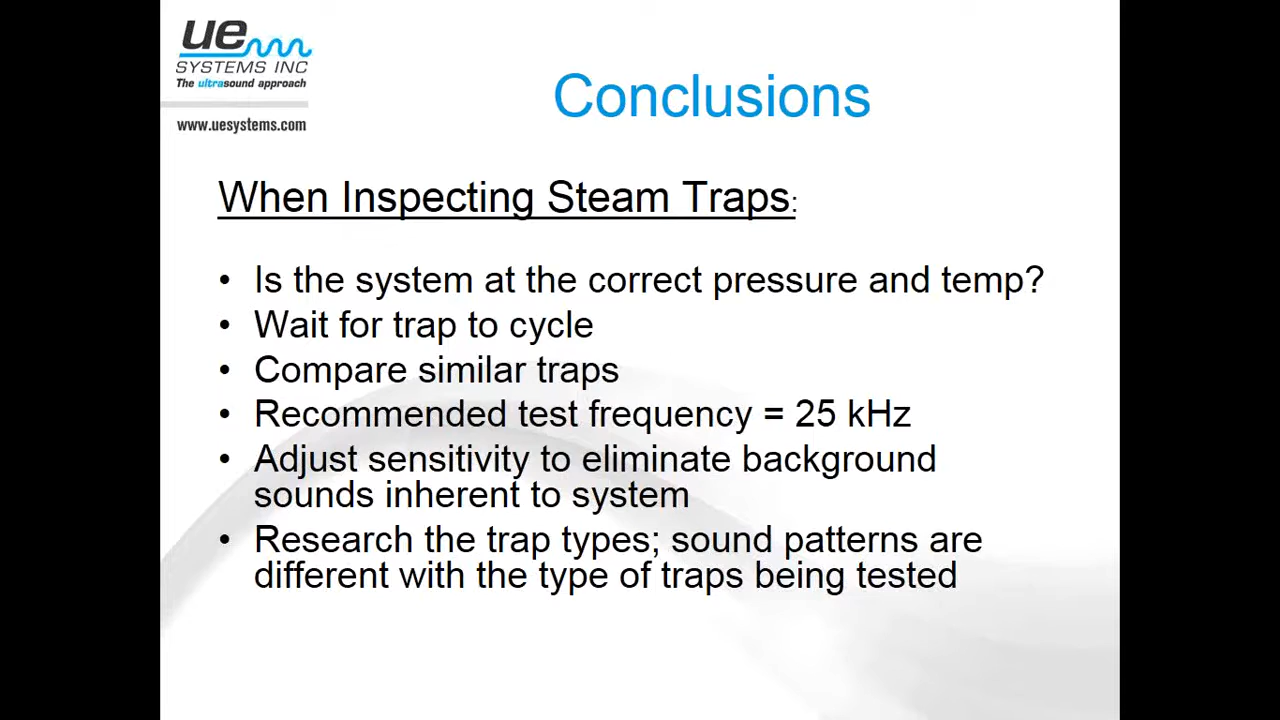 ue
SYSTEMS INC
The ultrasound approach
www.uesystems.com
Conclusions
When Inspecting Steam Traps:
• Is the system at the correct pressure and temp?
• Wait for trap to cycle
• Compare similar traps
• Recommended test frequency = 25 kHz
• Adjust sensitivity to eliminate background
sounds inherent to system
• Research the trap types; sound patterns are
different with the type of traps being tested